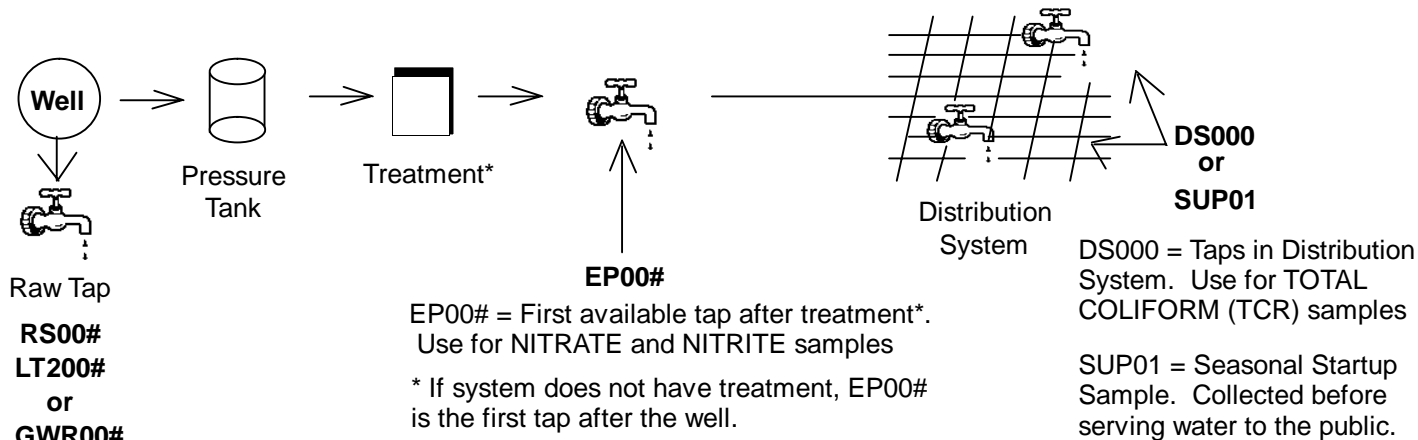 Well
Pressure
Tank
Treatment*
Raw Tap
RS00#
LT200#
or
GWR00#
EP00#
EP00# = First available tap after treatment*.
Use for NITRATE and NITRITE samples
* If system does not have treatment, EP00#
is the first tap after the well.
Distribution
System
DS000
or
SUP01
DS000 = Taps in Distribution
System. Use for TOTAL
COLIFORM (TCR) samples
SUP01 = Seasonal Startup
Sample. Collected before
serving water to the public.